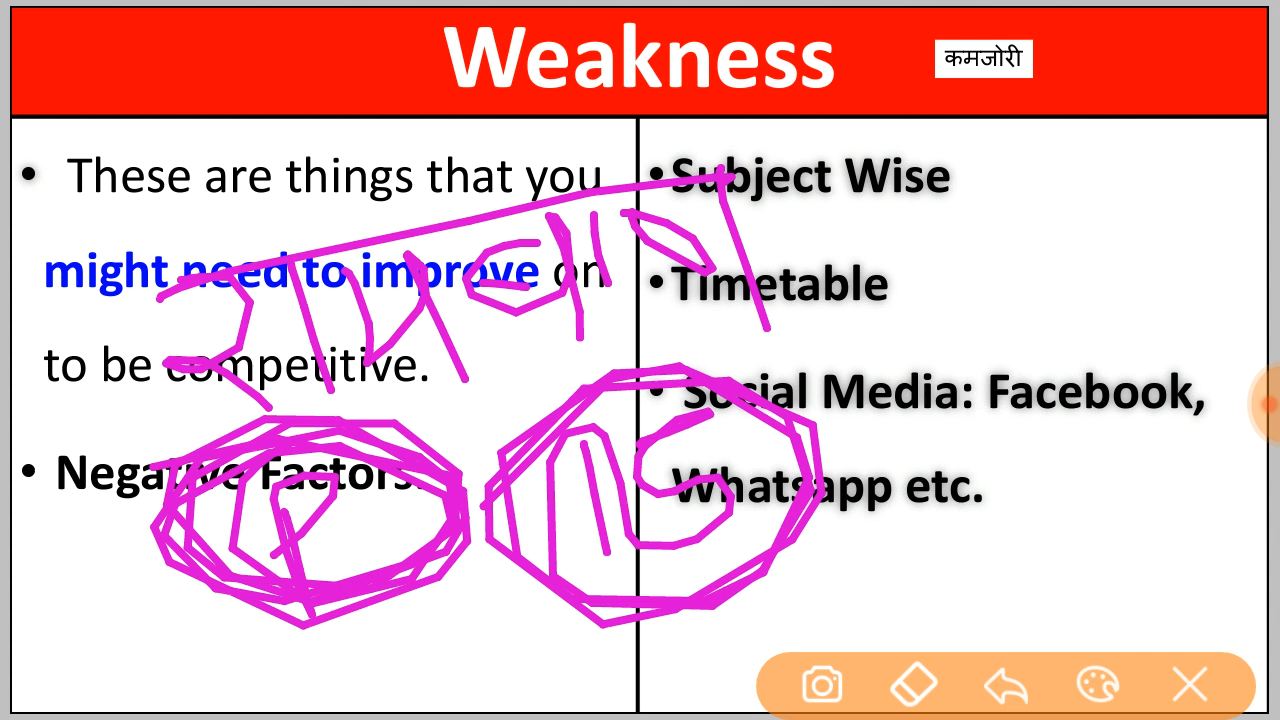 Weakness कमजोरी
• These are things that you
might need to improve on
to be competitive.
• Negative Factors.
• Subject Wise
• Timetable
• Social Media: Facebook,
Whatsapp etc.